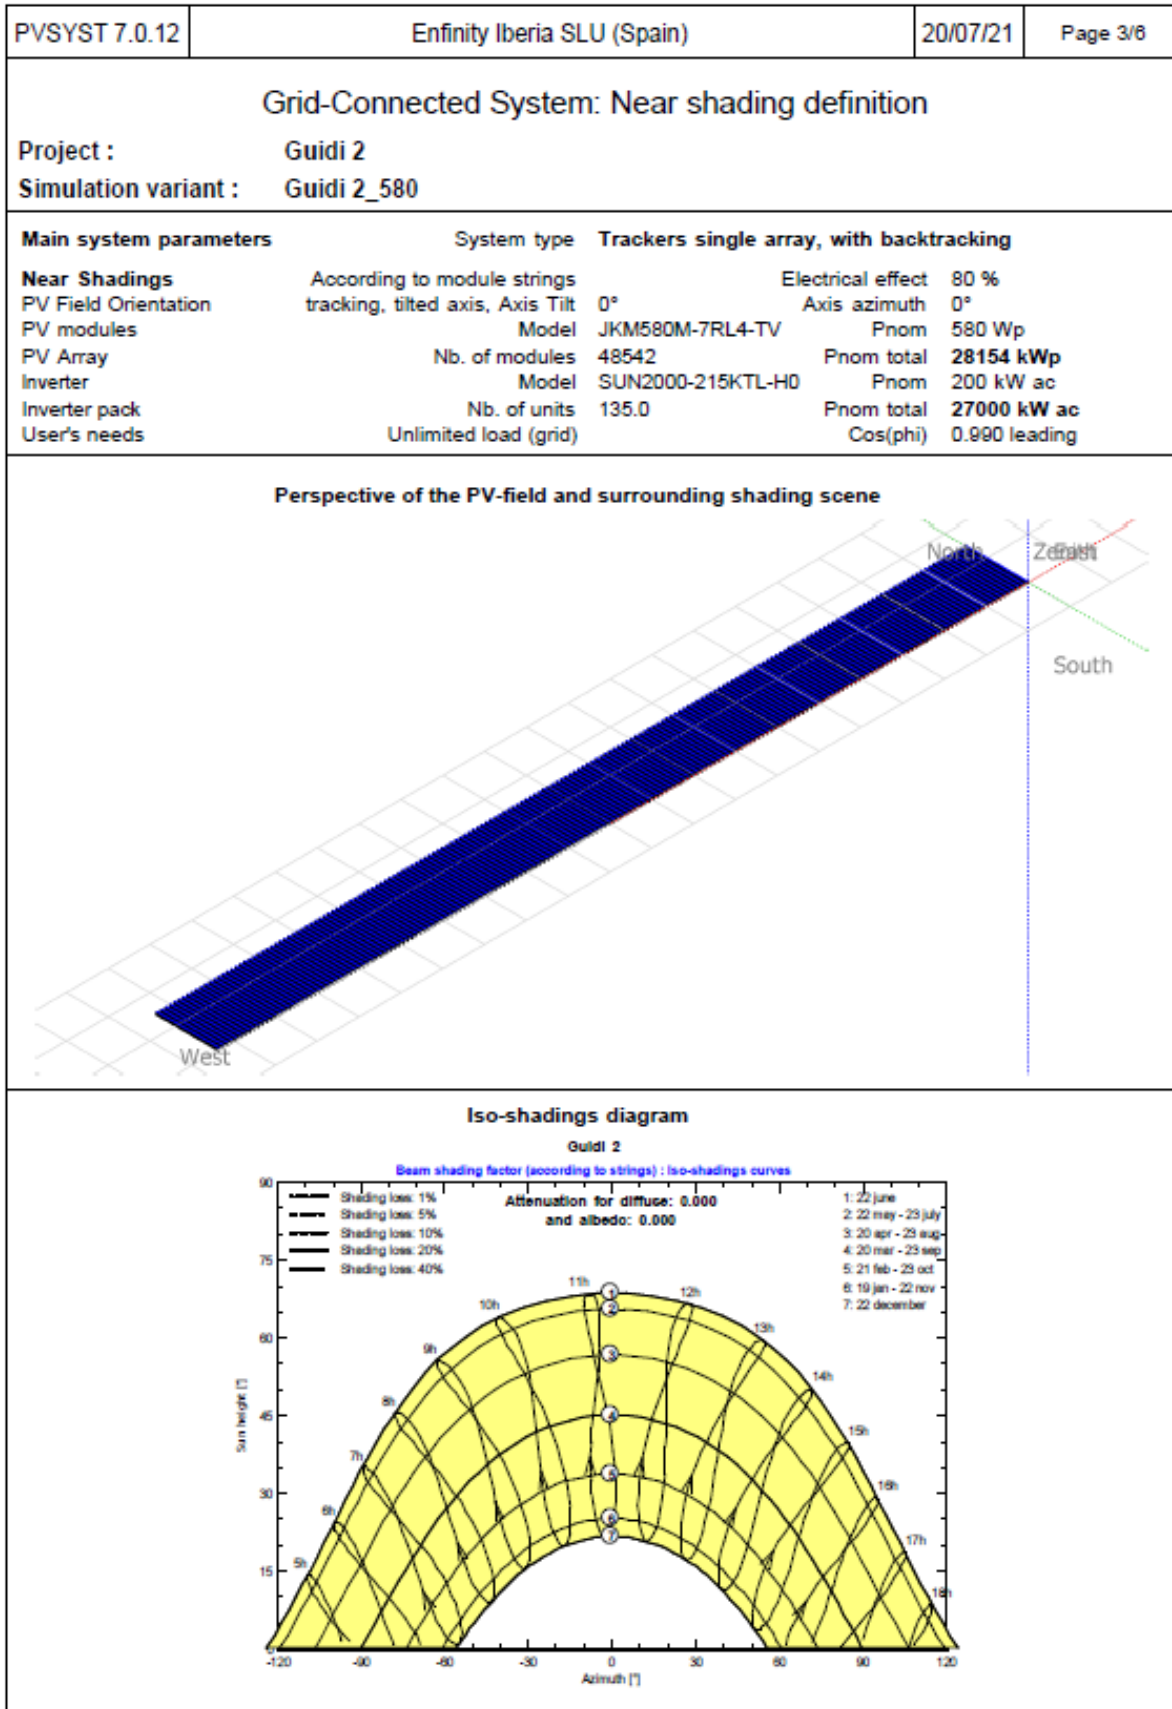 PVSYST 7.0.12 Enfinity Iberia SLU (Spain) 20/07/21 Page 3/6
Grid-Connected System: Near shading definition
Project : Guidi 2
Simulation variant : Guidi 2_580
Main system parameters System type Trackers single array, with backtracking
Near Shadings According to module strings Electrical effect 80 %
PV Field Orientation tracking, tilted axis, Axis Tilt 0° Axis azimuth 0°
PV modules Model JKM580M-7RL4-TV Pnom 580 Wp
PV Array Nb. of modules 48542 Pnom total 28154 kWp
Inverter Model SUN2000-215KTL-H0 Pnom 200 kW ac
Inverter pack Nb. of units 135.0 Pnom total 27000 kW ac
User's needs Unlimited load (grid) Cos(phi) 0.990 leading
Perspective of the PV-field and surrounding shading scene
North Zenith East
South
West
Iso-shadings diagram
Guidi 2
Beam shading factor (according to strings) : Iso-shadings curves
90
Shading loss: 1% Attenuation for diffuse: 0.000 1: 22 june
Shading loss: 5% and albedo: 0.000 2: 22 may - 23 july
Shading loss: 10% 3: 20 apr - 23 aug
Shading loss: 20% 4: 20 mar - 23 sep
Shading loss: 40% 5: 21 feb - 23 oct
6: 19 jan - 22 nov
7: 22 december
75
11h 1 12h
10h 2
60 13h
9h 3
14h
8h
45 4 15h
7h
5 16h
30
6h 6
7 17h
15 5h
18h
0
-120 -90 -60 -30 0 30 60 90 120
Sun height [°]
Azimuth [°]